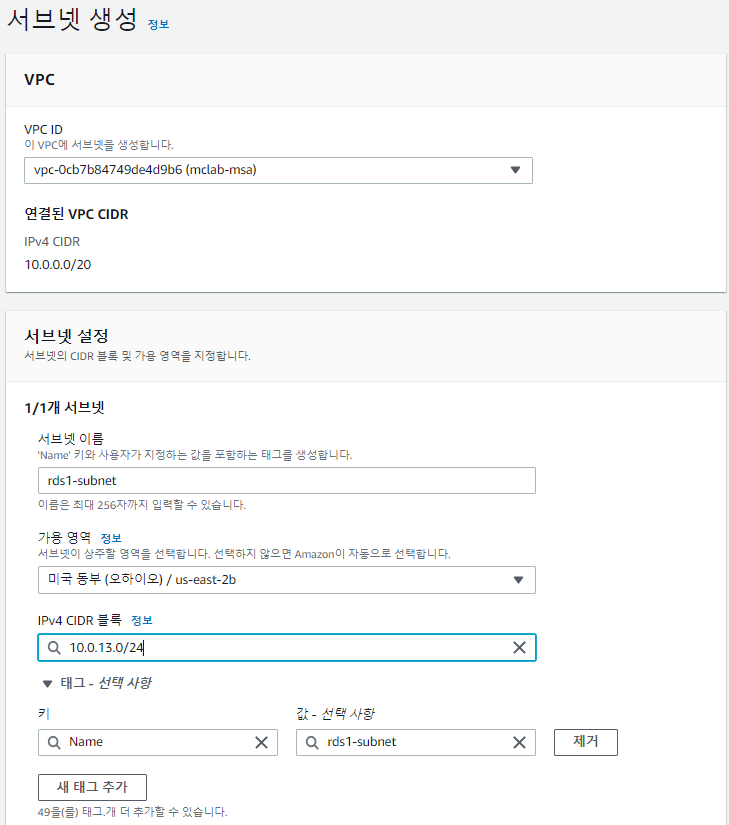 서브넷 생성 정보
VPC
VPC ID
이 VPC에 서브넷을 생성합니다.
vpc-0cb7b84749de4d9b6 (mclab-msa)
연결된 VPC CIDR
IPv4 CIDR
10.0.0.0/20
서브넷 설정
서브넷의 CIDR 블록 및 가용 영역을 지정합니다.
1/1개 서브넷
서브넷 이름
'Name' 키와 사용자가 지정하는 값을 포함하는 태그를 생성합니다.
rds1-subnet
이름은 최대 256자까지 입력할 수 있습니다.
가용 영역 정보
서브넷이 상주할 영역을 선택합니다. 선택하지 않으면 Amazon이 자동으로 선택합니다.
미국 동부 (오하이오) / us-east-2b
IPv4 CIDR 블록 정보
10.0.13.0/24
태그 - 선택 사항
키 값 - 선택 사항
Name rds1-subnet 제거
새 태그 추가
49을(를) 태그.개 더 추가할 수 있습니다.